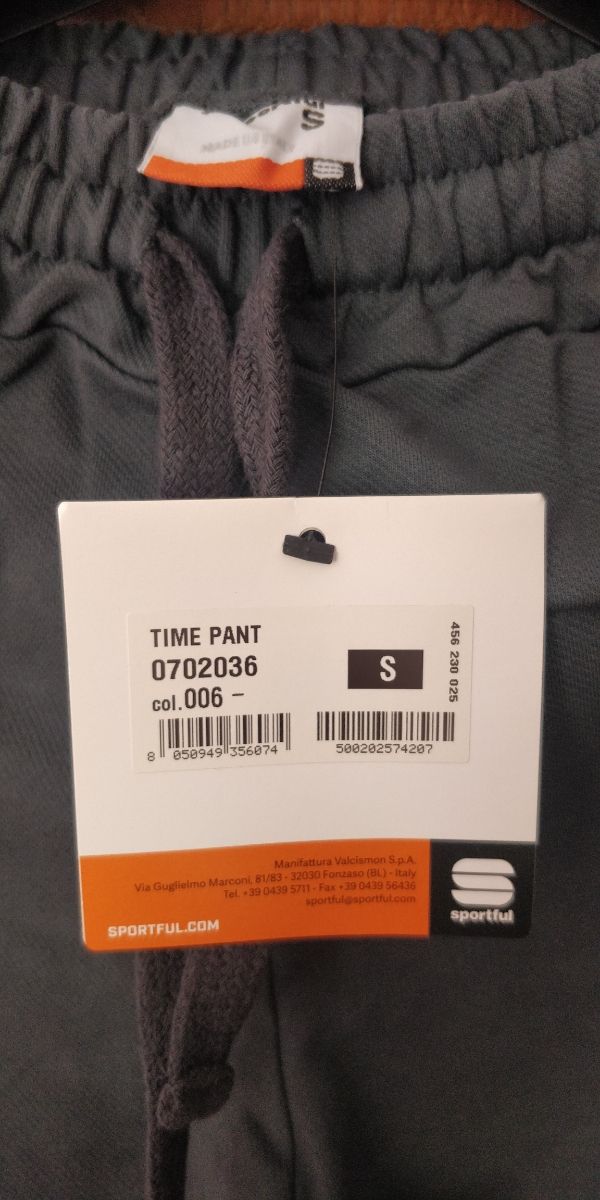 TIME PANT
0702036
col.006 –
S
456 230 025
8 050949 356074
500202574207
Manifattura Valcismon S.p.A.
Via Guglielmo Marconi, 81/83 - 32030 Fonzaso (BL) - Italy
Tel. +39 0439 5711 - Fax +39 0439 56436
sportful@sportful.com
SPORTFUL.COM
sportful